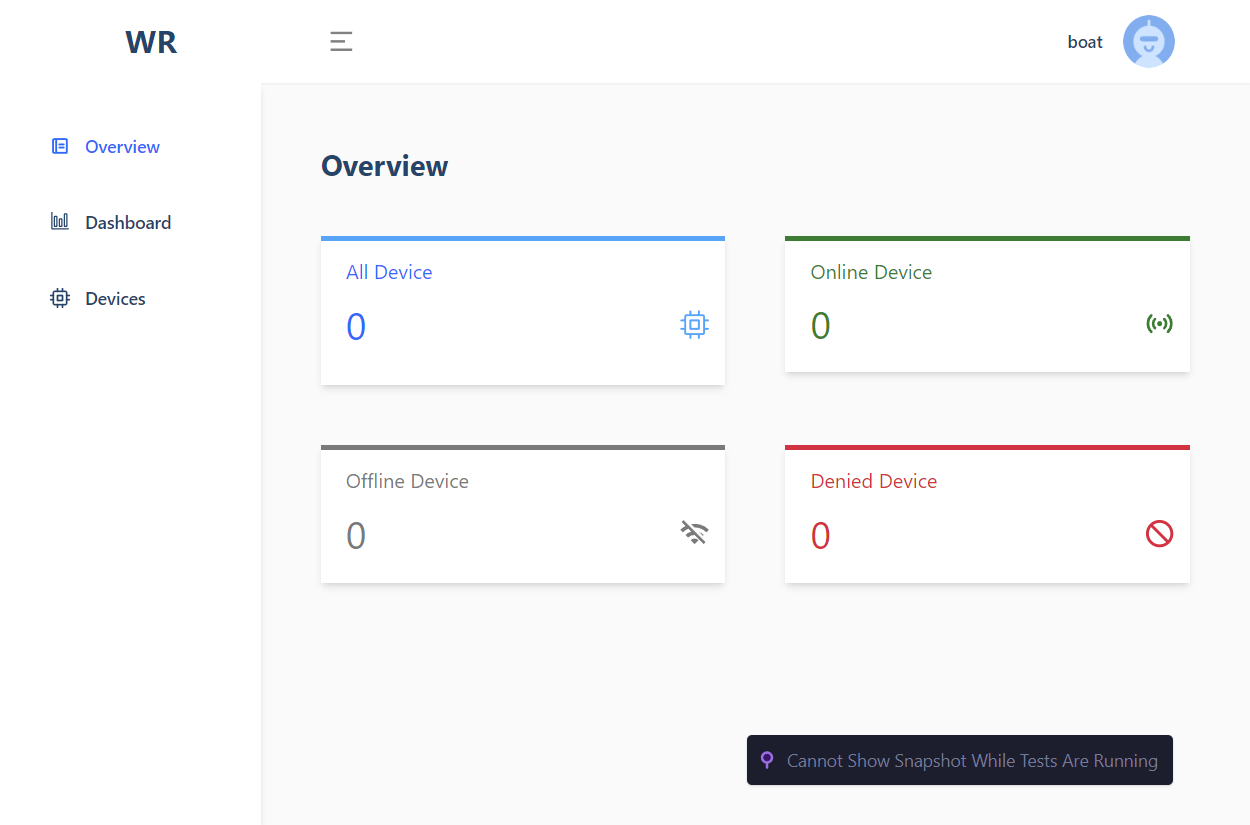 WR
boat
Overview
Dashboard
Devices
Overview
All Device
0
Online Device
0
Offline Device
0
Denied Device
0
Cannot Show Snapshot While Tests Are Running